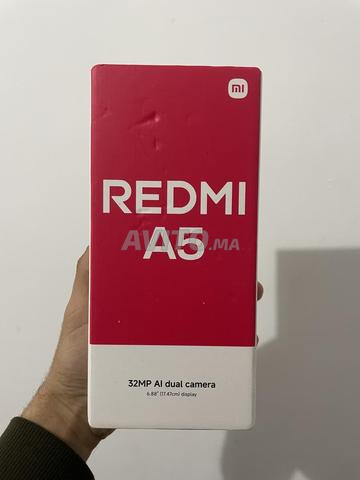 mi
REDMI
AVITO.MA
A5
32MP AI dual camera
6.88" (17.47cm) display